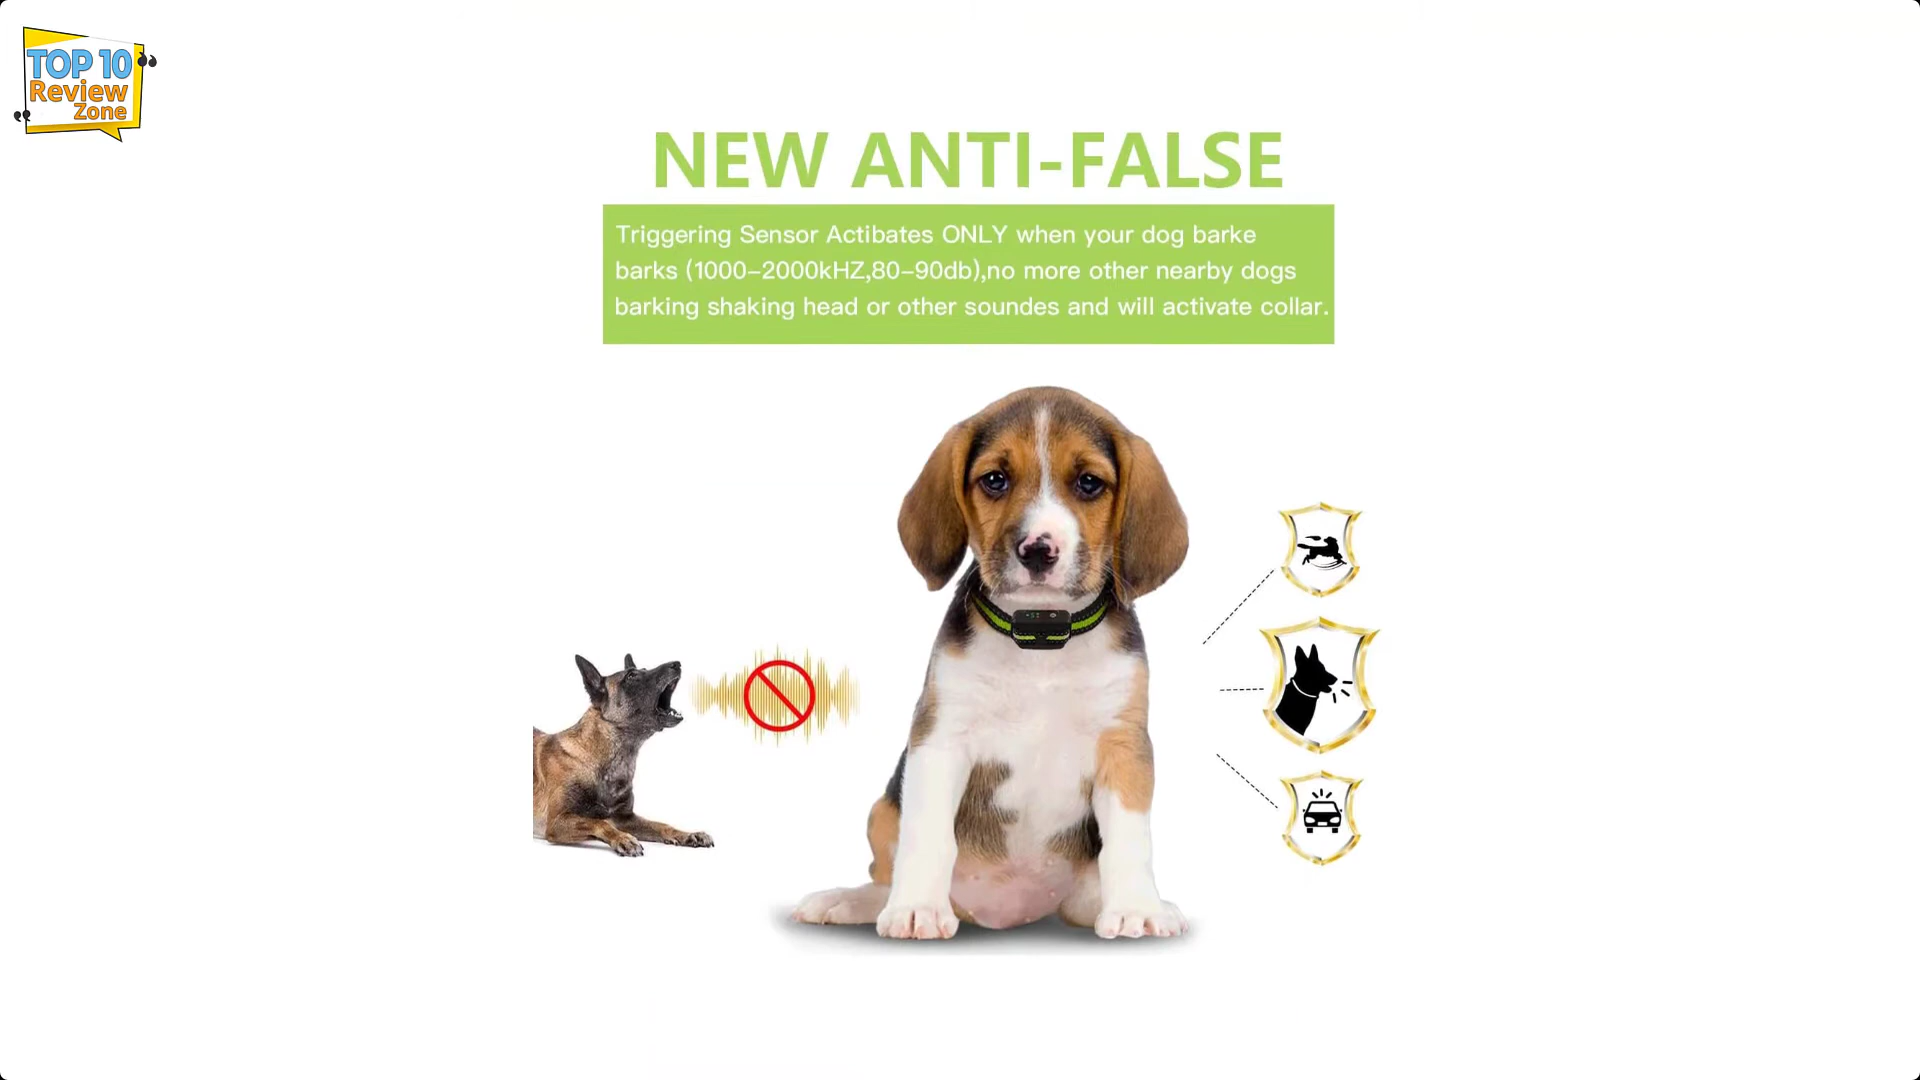 TOP 10
Review
Zone
NEW ANTI-FALSE
Triggering Sensor Actibates ONLY when your dog barke
barks (1000-2000kHZ,80-90db),no more other nearby dogs
barking shaking head or other soundes and will activate collar.